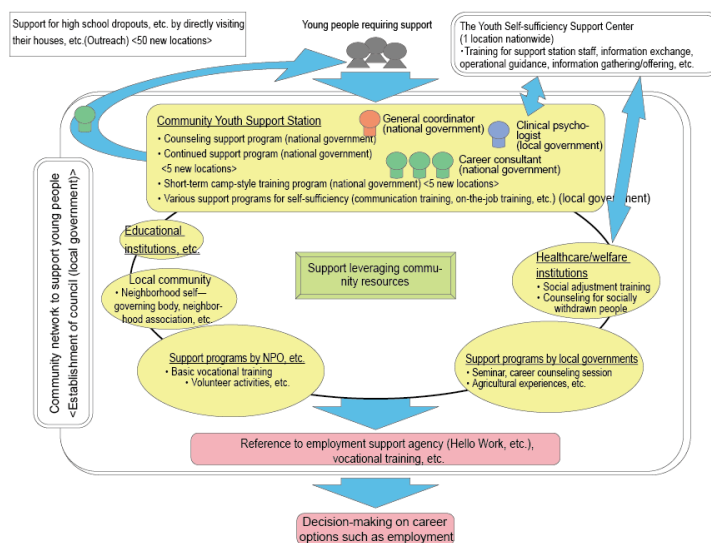 Support for high school dropouts, etc. by directly visiting
their houses, etc.(Outreach) <50 new locations>
Young people requiring support
The Youth Self-sufficiency Support Center
(1 location nationwide)
・Training for support station staff, information exchange,
operational guidance, information gathering/offering, etc.
Community Youth Support Station
・Counseling support program (national government)
・Continued support program (national government)
<5 new locations>
・Short-term camp-style training program (national government) <5 new locations>
・Various support programs for self-sufficiency (communication training, on-the-job training, etc.) (local government)
General coordinator
(national government)
Clinical psycho-
logist
(local government)
Career consultant
(national government)
Community network to support young people
<Establishment of council (local government)>
Educational
institutions, etc.
Local community
・Neighborhood self—
governing body, neighbor-
hood association, etc.
Support leveraging commu-
nity resources
Healthcare/welfare
institutions
・Social adjustment training
・Counseling for socially
withdrawn people
Support programs by NPO, etc.
・Basic vocational training
・Volunteer activities, etc.
Support programs by local governments
・Seminar, career counseling session
・Agricultural experiences, etc.
Reference to employment support agency (Hello Work, etc.),
vocational training, etc.
Decision-making on career
options such as employment